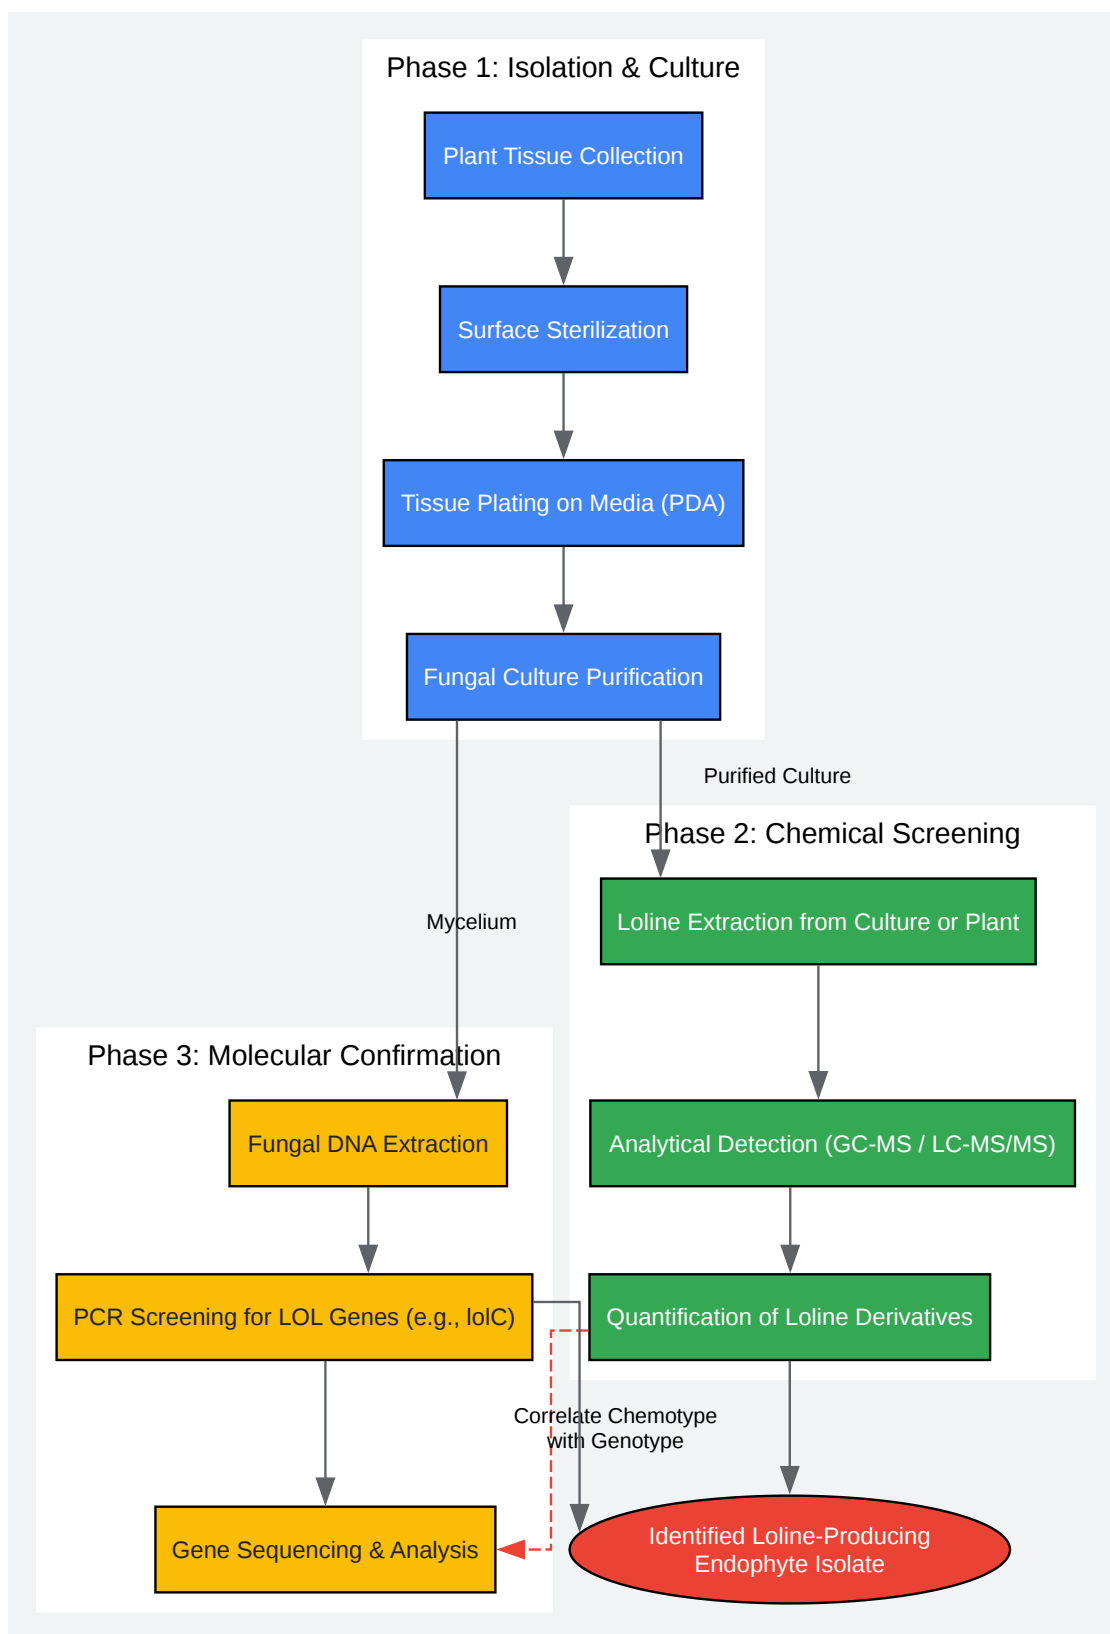 Phase 1: Isolation & Culture
Plant Tissue Collection
Surface Sterilization
Tissue Plating on Media (PDA)
Fungal Culture Purification
Purified Culture
Phase 2: Chemical Screening
Mycelium
Loline Extraction from Culture or Plant
Phase 3: Molecular Confirmation
Fungal DNA Extraction
Analytical Detection (GC-MS / LC-MS/MS)
PCR Screening for LOL Genes (e.g., lolC)
Quantification of Loline Derivatives
Correlate Chemotype
with Genotype
Gene Sequencing & Analysis
Identified Loline-Producing
Endophyte Isolate